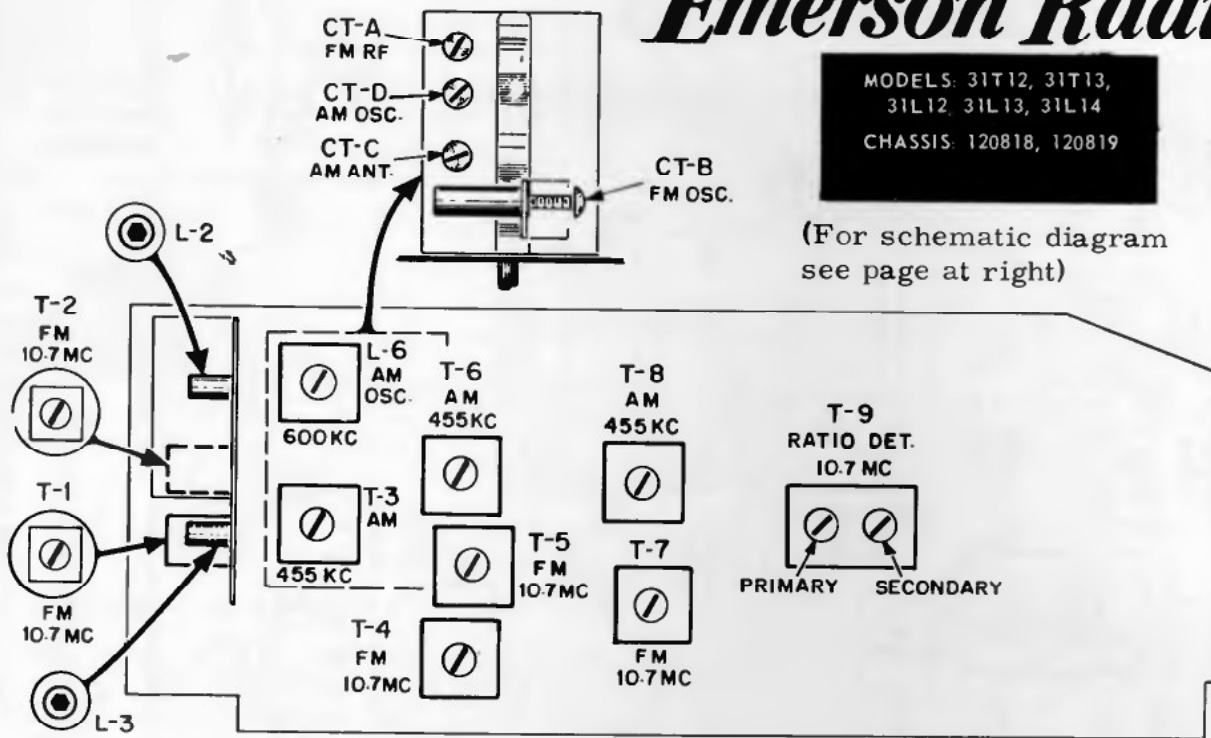 Emerson Radi
MODELS: 31T12, 31T13,
31L12, 31L13, 31L14
CHASSIS: 120818, 120819
(For schematic diagram
see page at right)
CT-A
FM RF
CT-D
AM OSC.
CT-C
AM ANT.
CT-B
FM OSC.
L-2
T-2
FM
10.7 MC
T-1
FM
10.7 MC
L-3
L-6
AM
OSC.
600 KC
T-3
AM
455 KC
T-6
AM
455 KC
T-5
FM
10.7 MC
T-4
FM
10.7 MC
T-8
AM
455 KC
T-7
FM
10.7 MC
T-9
RATIO DET.
10.7 MC
PRIMARY
SECONDARY